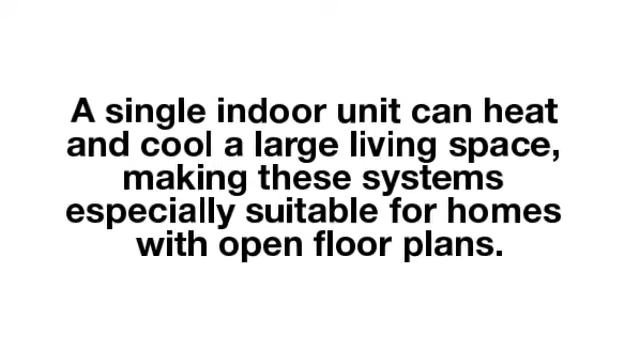 A single indoor unit can heat
and cool a large living space,
making these systems
especially suitable for homes
with open floor plans.